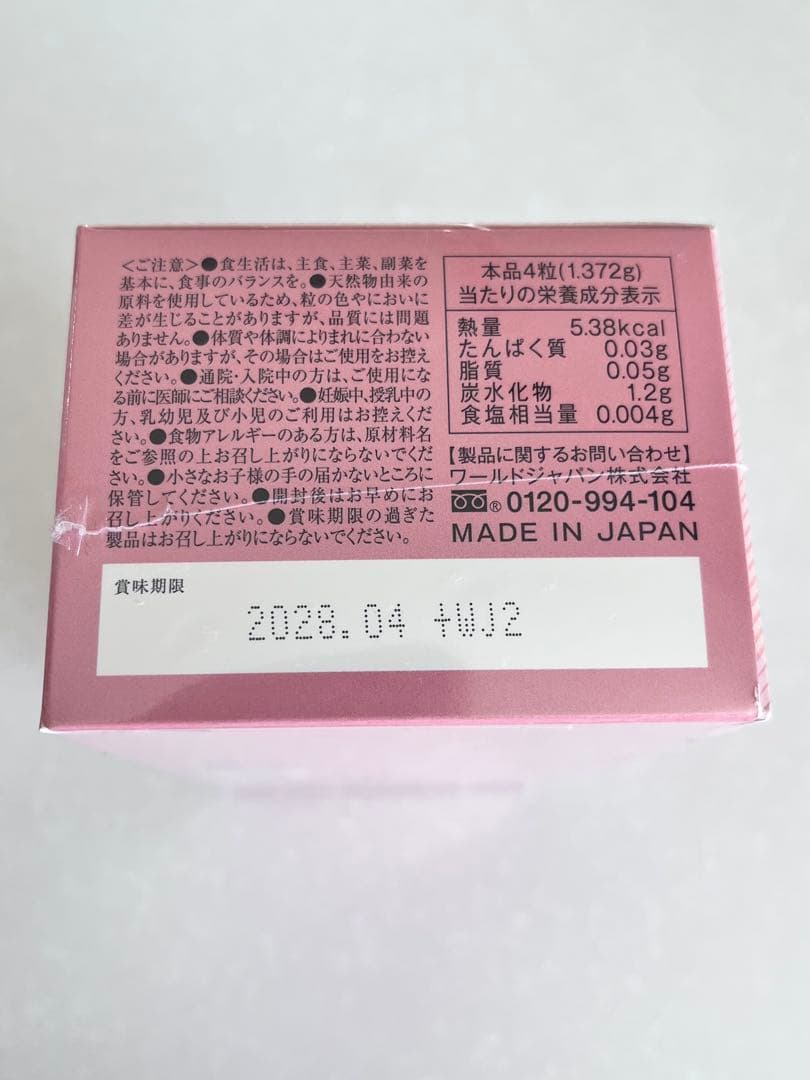 <ご注意>●食生活は、主食、主菜、副菜を
基本に、食事のバランスを。●天然物由来の
原料を使用しているため、粒の色やにおいに
差が生じることがありますが、品質には問題
ありません。●体質や体調によりまれに合わない
場合がありますが、その場合はご使用をお控え
ください。●通院・入院中の方は、ご使用にな
る前に医師にご相談ください。●妊娠中、授乳中の
方、乳幼児及び小児のご利用はお控えくだ
さい。●食物アレルギーのある方は、原材料名
をご参照の上お召し上がりにならないでくだ
さい。●小さなお子様の手の届かないところに
保管してください。●開封後はお早めにお
召し上がりください。●賞味期限の過ぎた
製品はお召し上がりにならないでください。
本品4粒(1.372g)
当たりの栄養成分表示
熱量 5.38kcal
たんぱく質 0.03g
脂質 0.05g
炭水化物 1.2g
食塩相当量 0.004g
【製品に関するお問い合わせ】
ワールドジャパン株式会社
® 0120-994-104
MADE IN JAPAN
賞味期限
2028.04 +WJ2